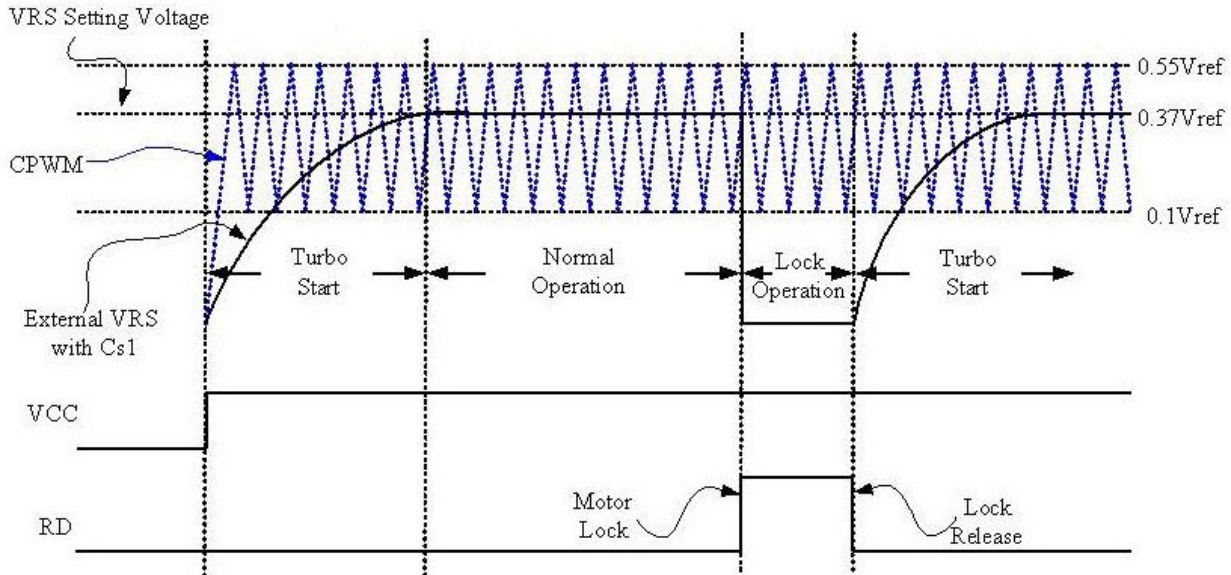 VRS Setting Voltage
0.55Vref
0.37Vref
CPWM
0.1Vref
Turbo
Start
Normal
Operation
Lock
Operation
Turbo
Start
External VRS
with Cs1
VCC
Motor
Lock
Lock
Release
RD